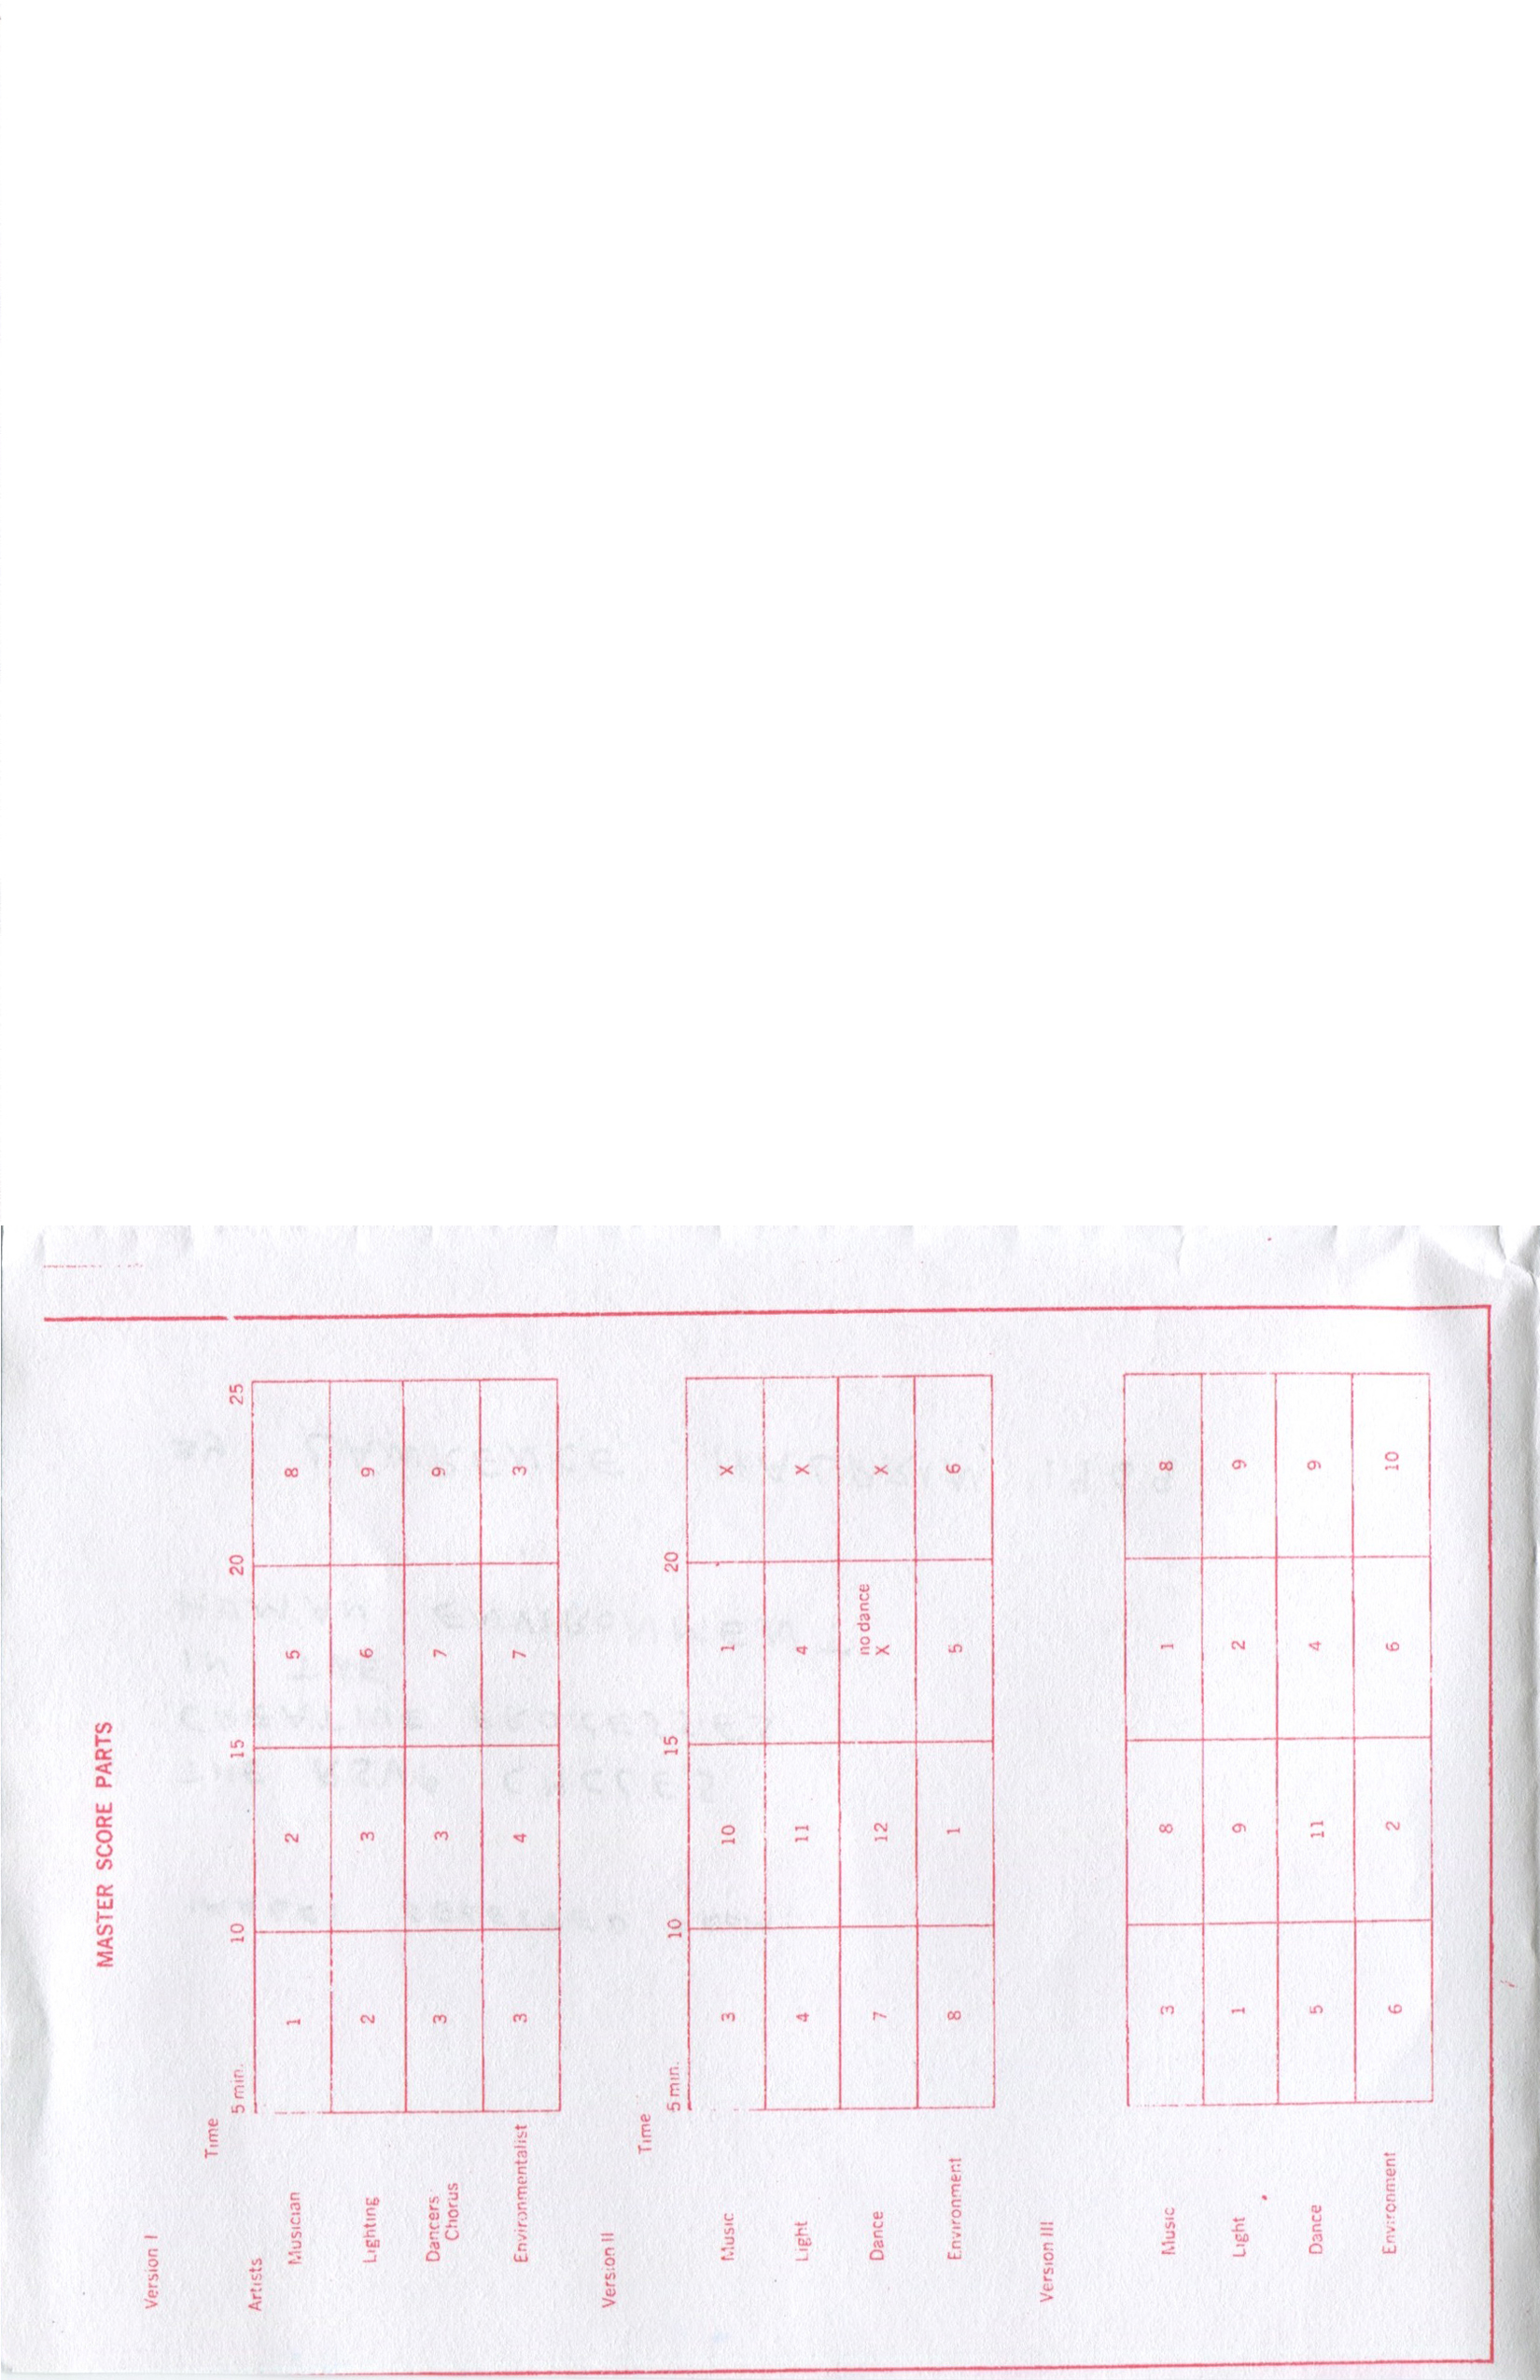 MASTER SCORE PARTS
Version I
Time
5 min. 10 15 20 25
Artists
Musician 1 2 5 8
Lighting 2 3 6 9
Dancers Chorus 3 3 7 9
Environmentalist 3 4 7 3
Version II
Time
5 min. 10 15 20
Music 3 10 1 X
Light 4 11 4 X
no dance
Dance 7 12 X X
Environment 8 1 5 6
Version III
Music 3 8 1 8
Light 1 9 2 9
Dance 5 11 4 9
Environment 6 2 6 10